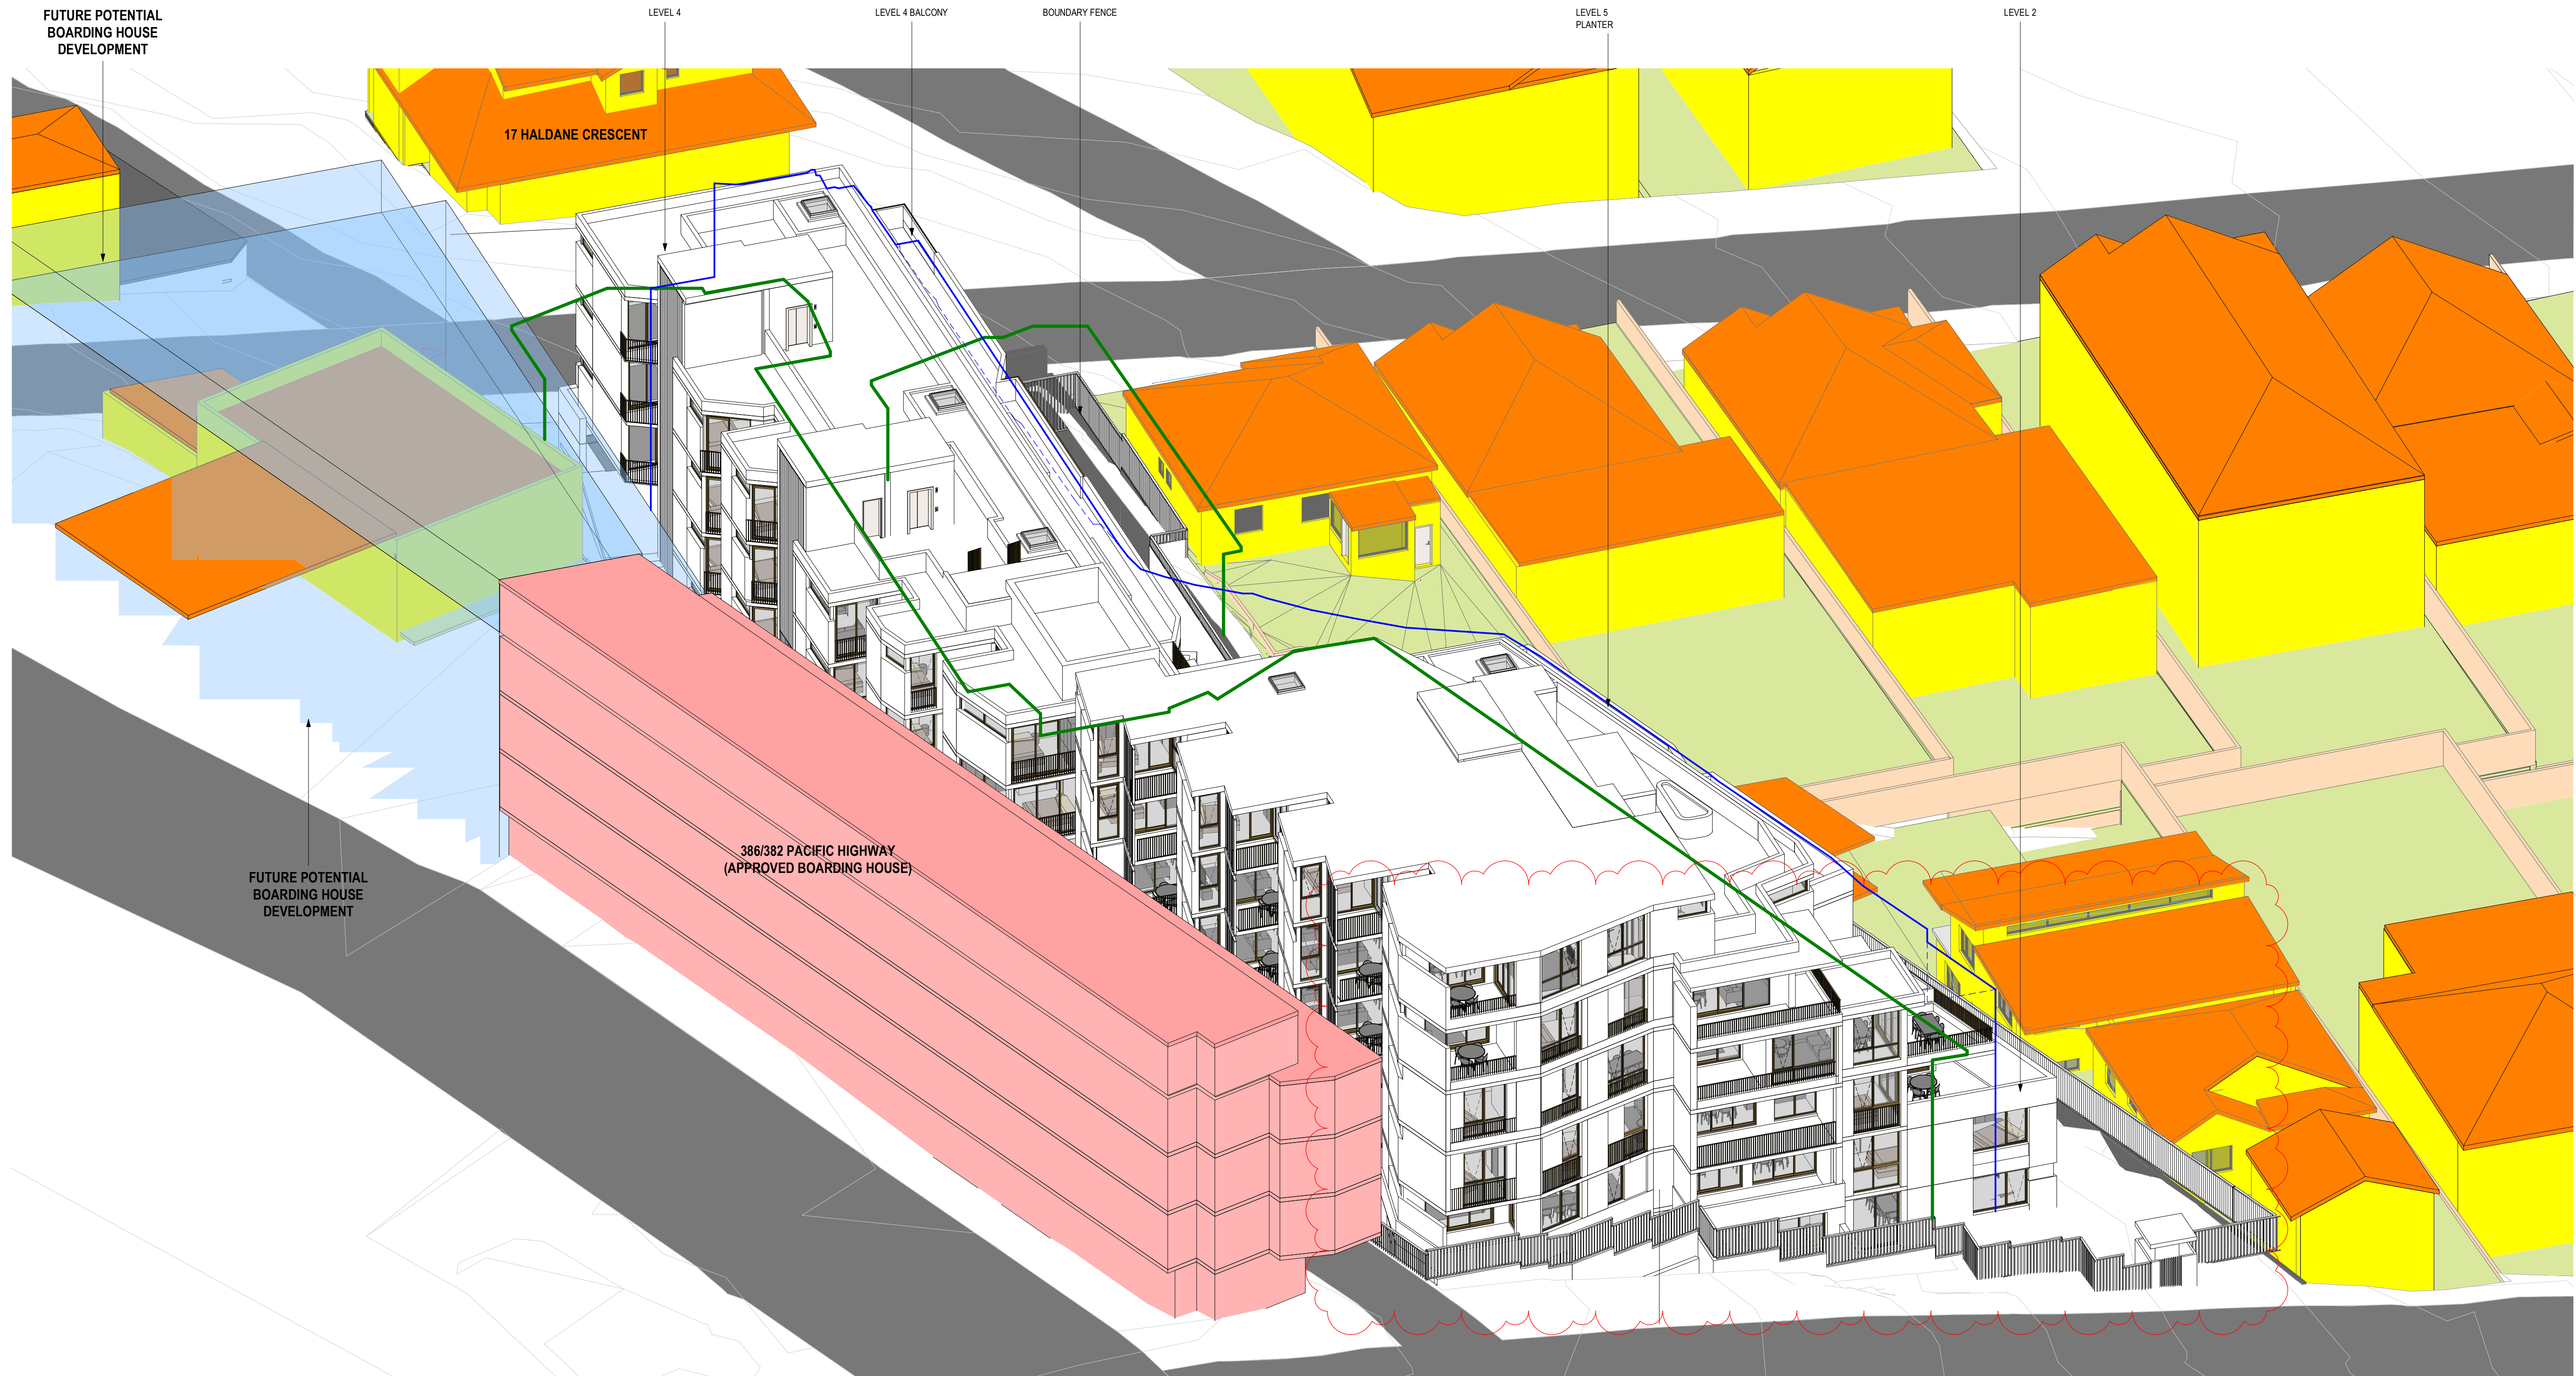 FUTURE POTENTIAL
BOARDING HOUSE
DEVELOPMENT
LEVEL 4
LEVEL 4 BALCONY
BOUNDARY FENCE
LEVEL 5
PLANTER
LEVEL 2
17 HALDANE CRESCENT
386/382 PACIFIC HIGHWAY
(APPROVED BOARDING HOUSE)
FUTURE POTENTIAL
BOARDING HOUSE
DEVELOPMENT